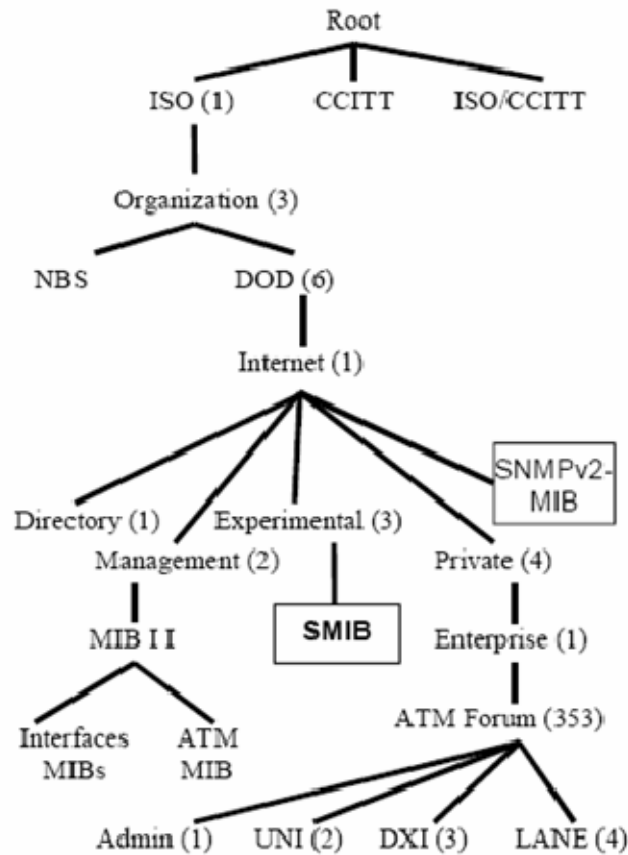 Root
ISO (1) CCITT ISO/CCITT
Organization (3)
NBS DOD (6)
Internet (1)
SNMPv2-
MIB
Directory (1) Experimental (3)
Management (2) Private (4)
SMIB
MIB II Enterprise (1)
Interfaces
MIBs
ATM
MIB
ATM Forum (353)
Admin (1) UNI (2) DXI (3) LANE (4)